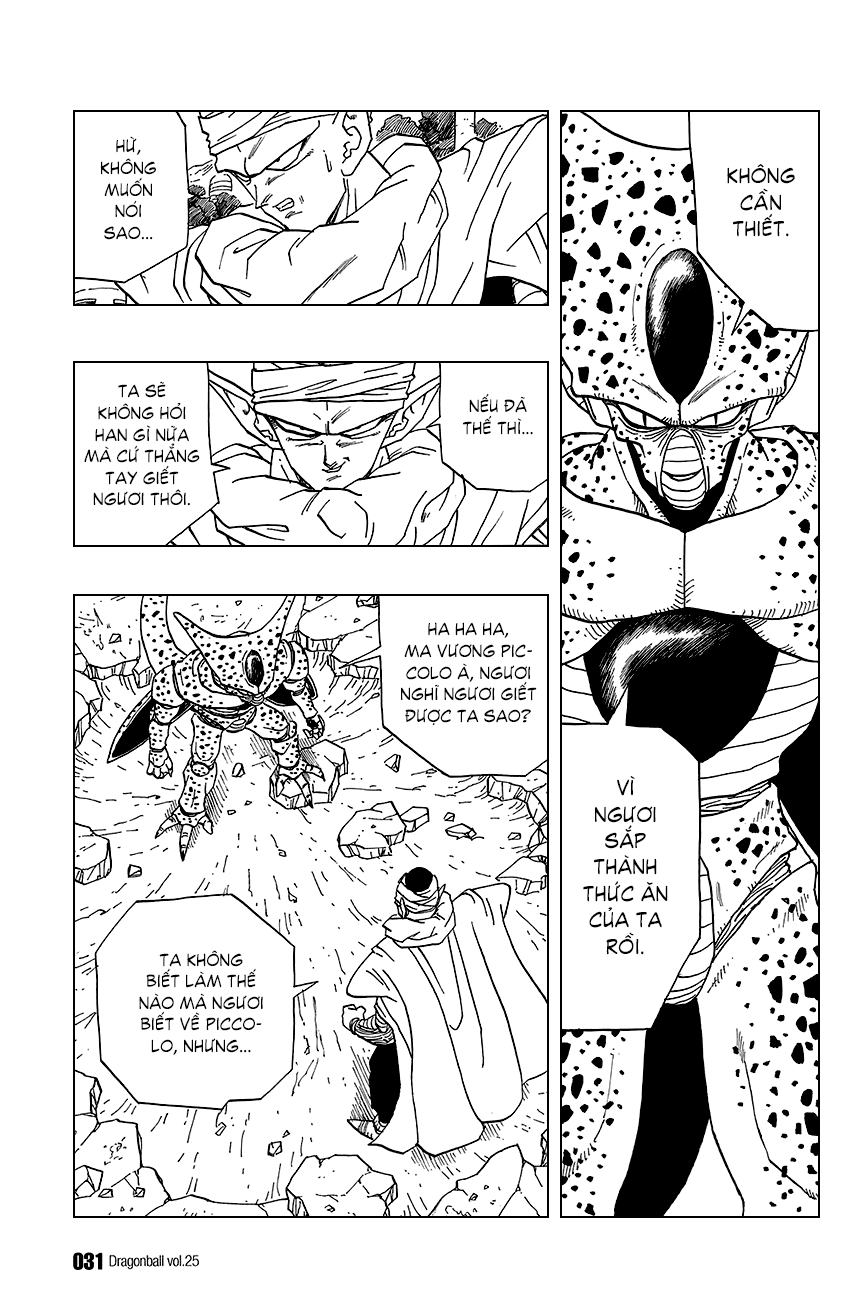 KHÔNG
CẦN
THIẾT.
VÌ
NGƯƠI
SẮP
THÀNH
THỨC ĂN
CỦA TA
RỒI.
HỪ,
KHÔNG
MUỐN
NÓI
SAO...
NẾU ĐÃ
THẾ THÌ...
TA SẼ
KHÔNG HỎI
HAN GÌ NỮA
MÀ CỨ THẲNG
TAY GIẾT
NGƯƠI THÔI.
HA HA HA,
MA VƯƠNG PIC-
COLO À, NGƯƠI
NGHĨ NGƯƠI GIẾT
ĐƯỢC TA SAO?
TA KHÔNG
BIẾT LÀM THẾ
NÀO MÀ NGƯƠI
BIẾT VỀ PICCO-
LO, NHƯNG...
031 Dragonball vol.25